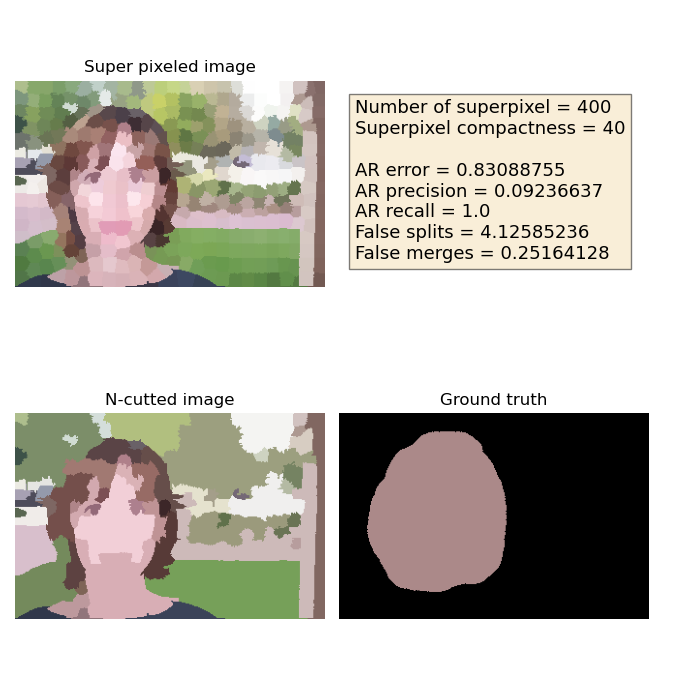 Super pixeled image
Number of superpixel = 400
Superpixel compactness = 40
AR error = 0.83088755
AR precision = 0.09236637
AR recall = 1.0
False splits = 4.12585236
False merges = 0.25164128
N-cutted image
Ground truth